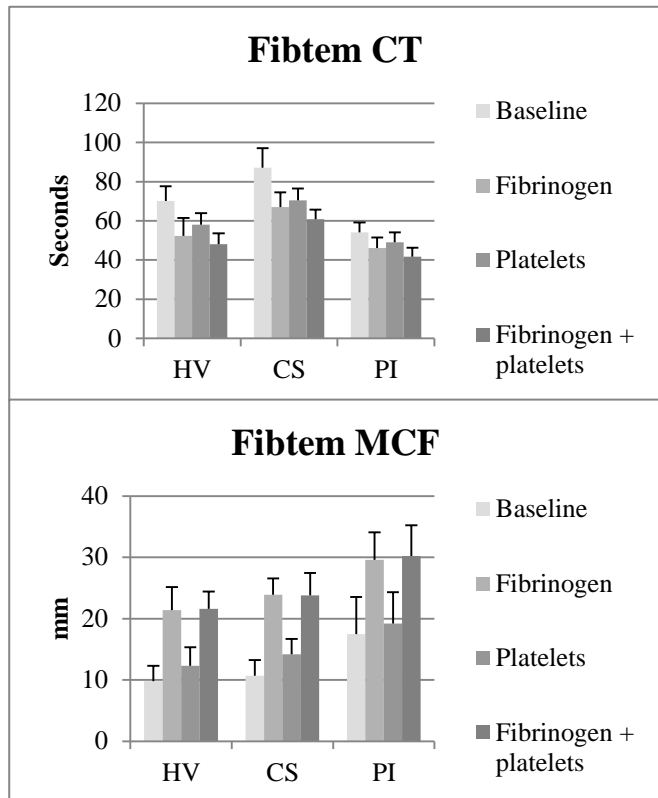 Fibtem CT
120
100
80
60
40
20
0
Seconds
HV CS PI
Baseline
Fibrinogen
Platelets
Fibrinogen +
platelets
Fibtem MCF
40
30
20
10
0
mm
HV CS PI
Baseline
Fibrinogen
Platelets
Fibrinogen +
platelets